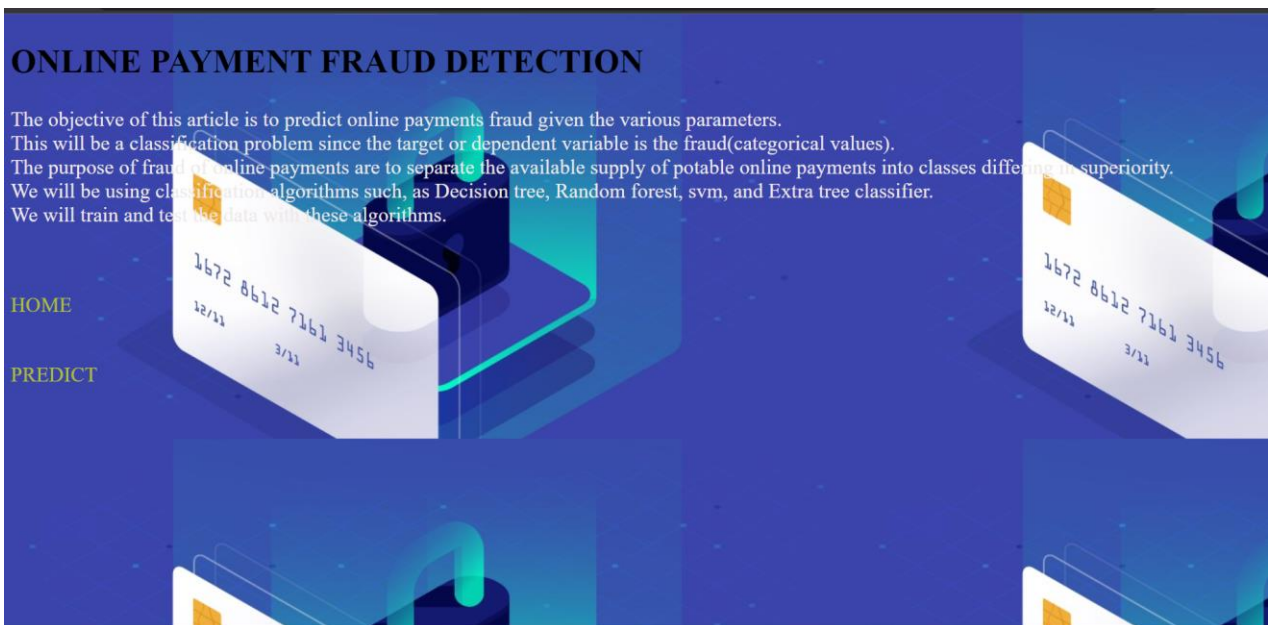 ONLINE PAYMENT FRAUD DETECTION
The objective of this article is to predict online payments fraud given the various parameters.
This will be a classification problem since the target or dependent variable is the fraud(categorical values).
The purpose of fraud of online payments are to separate the available supply of potable online payments into classes differing in superiority.
We will be using classification algorithms such, as Decision tree, Random forest, svm, and Extra tree classifier.
We will train and test the data with these algorithms.
1672 8612 7161 3456
12/11
3/11
1672 8612 7161 3456
12/11
3/11
HOME
PREDICT